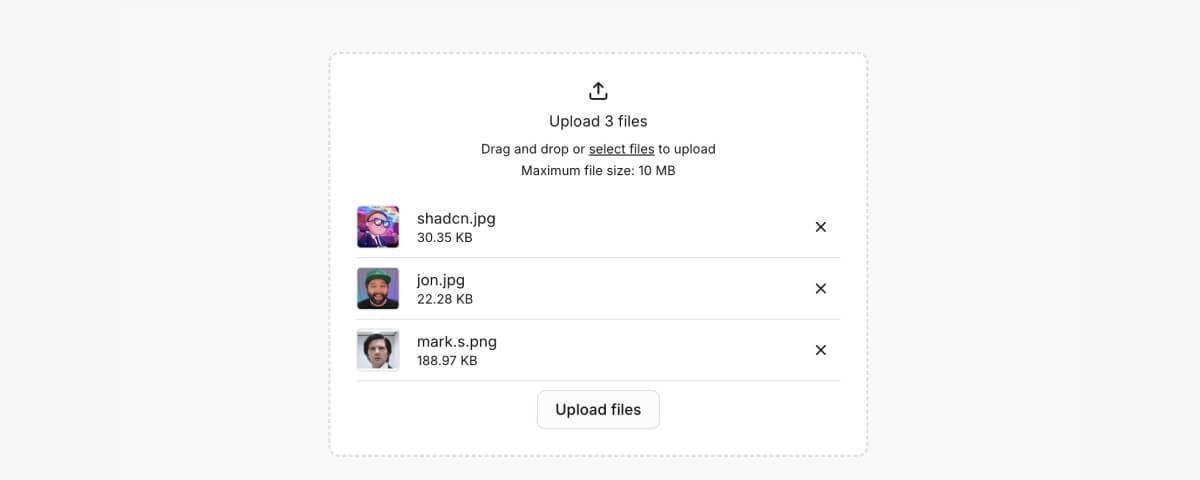 Upload 3 files
Drag and drop or select files to upload
Maximum file size: 10 MB
shadcn.jpg
30.35 KB
jon.jpg
22.28 KB
mark.s.png
188.97 KB
Upload files